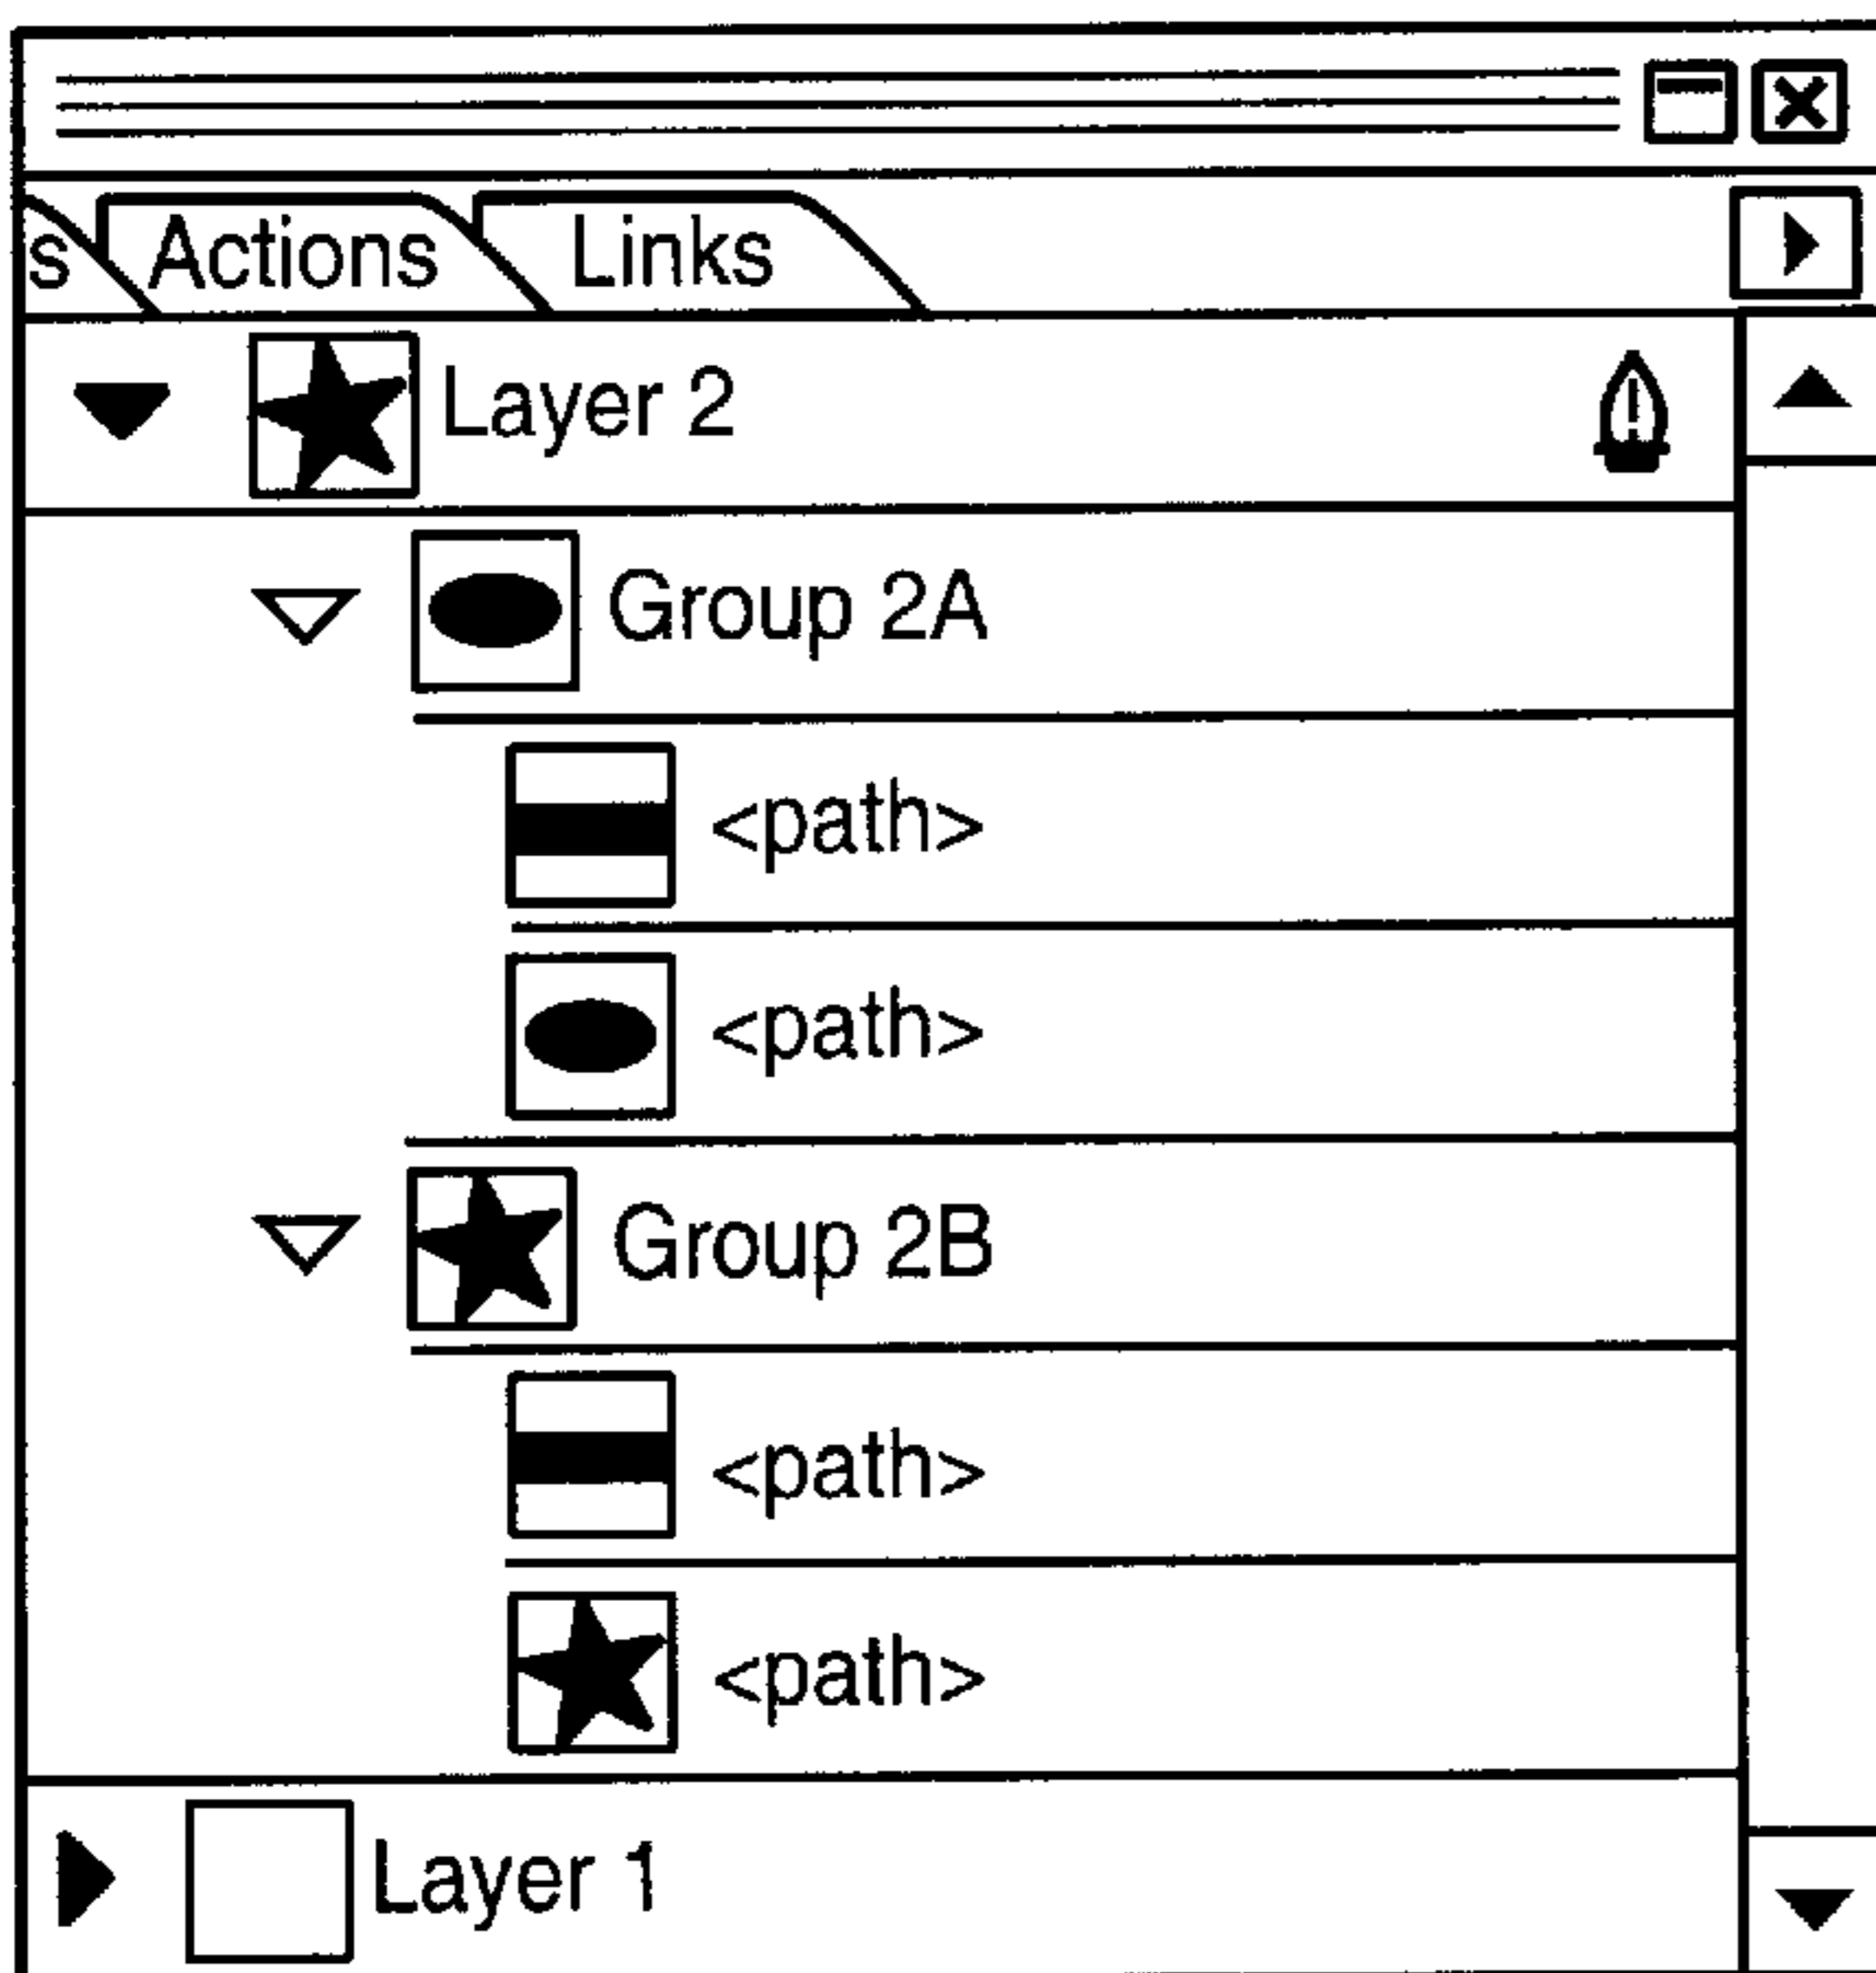 s Actions Links
Layer 2
Group 2A
<path>
<path>
Group 2B
<path>
<path>
Layer 1